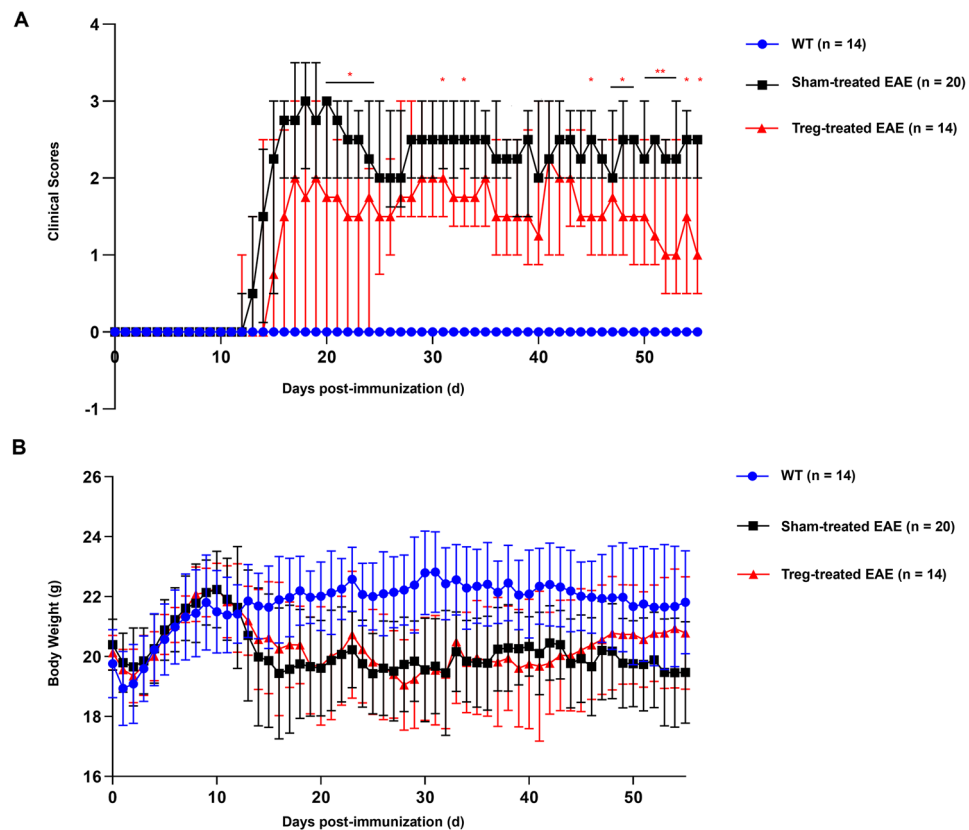 A
4
3
2
1
0
-1
Clinical Scores
0 10 20 30 40 50
Days post-immunization (d)
* * * * * ** * *
WT (n = 14)
Sham-treated EAE (n = 20)
Treg-treated EAE (n = 14)
B
26
24
22
20
18
16
Body Weight (g)
0 10 20 30 40 50
Days post-immunization (d)
WT (n = 14)
Sham-treated EAE (n = 20)
Treg-treated EAE (n = 14)